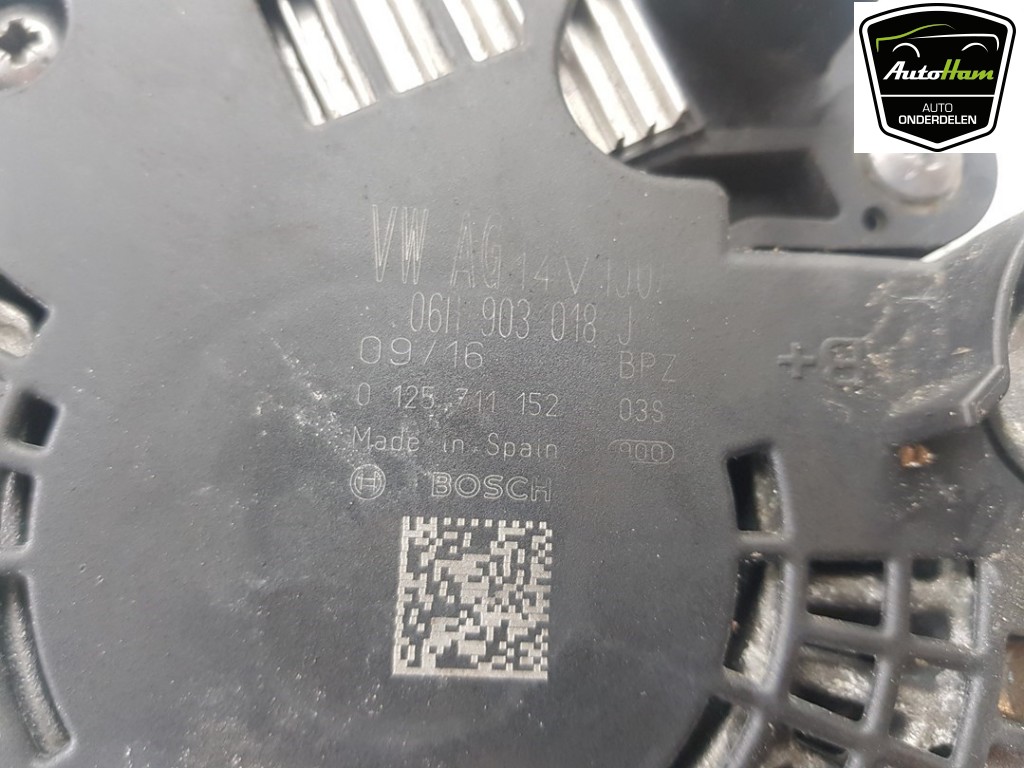 AutoHam
AUTO
ONDERDELEN
VW AG 14V
903 018 J
09/16 BPZ
0 125 711 152 03S
Made in Spain
BOSCH
+B